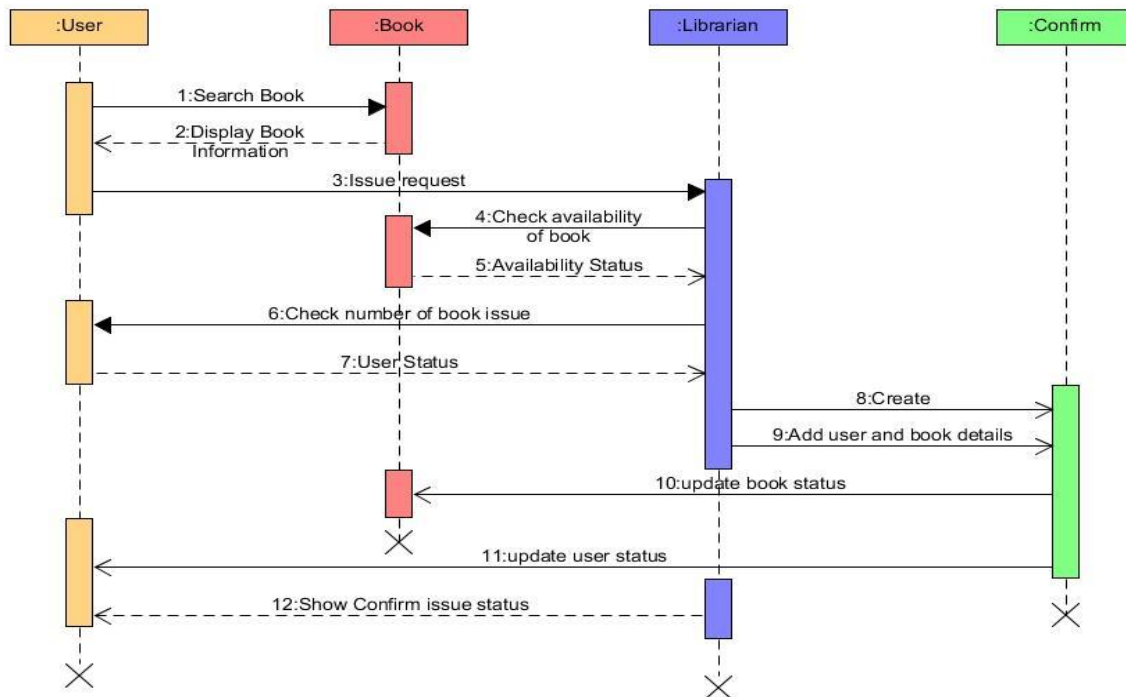 :User
:Book
:Librarian
:Confirm
1:Search Book
2:Display Book
Information
3:Issue request
4:Check availability
of book
5:Availability Status
6:Check number of book issue
7:User Status
8:Create
9:Add user and book details
10:update book status
11:update user status
12:Show Confirm issue status